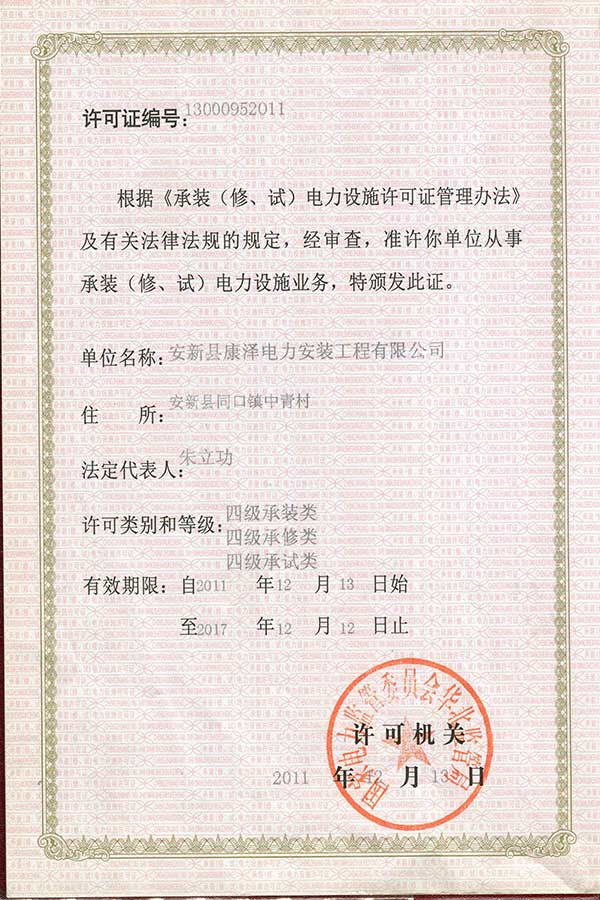 许可证编号:13000952011
根据《承装（修、试）电力设施许可证管理办法》
及有关法律法规的规定，经审查，准许你单位从事
承装（修、试）电力设施业务，特颁发此证。
单位名称:安新县康泽电力安装工程有限公司
住 所:安新县同口镇中青村
法定代表人:朱立功
许可类别和等级:四级承装类
四级承修类
四级承试类
有效期限: 自2011 年12 月 13 日始
至2017 年12 月 12 日止
国家电力监管委员会华北监管局
许可机关
2011 年 12 月 13 日